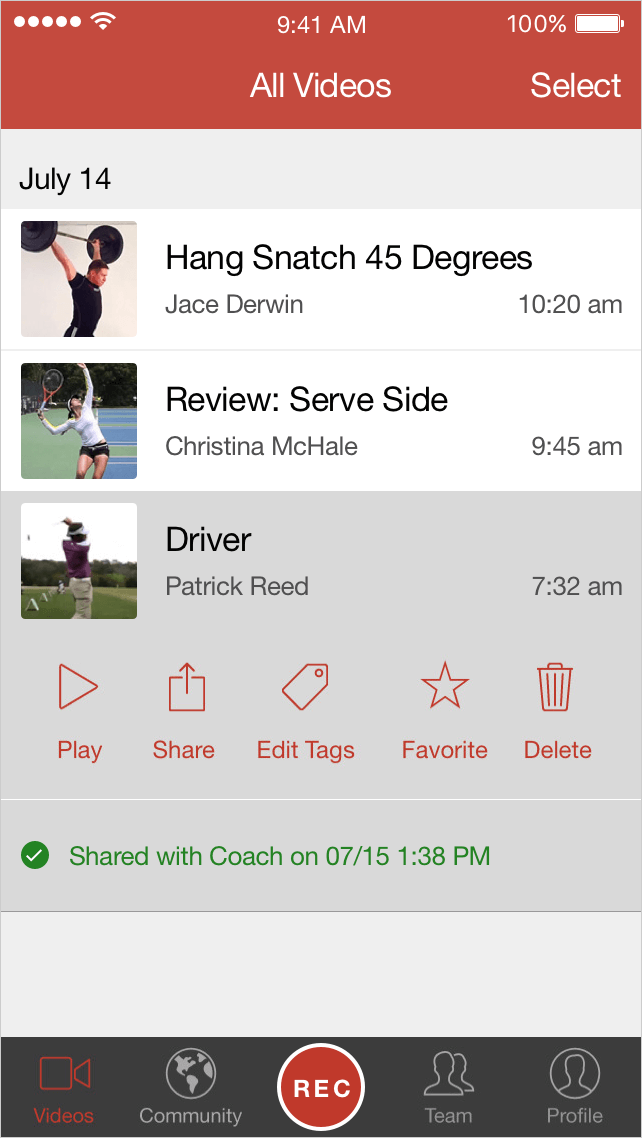 9:41 AM 100%
All Videos Select
July 14
Hang Snatch 45 Degrees
Jace Derwin 10:20 am
Review: Serve Side
Christina McHale 9:45 am
Driver
Patrick Reed 7:32 am
Play Share Edit Tags Favorite Delete
Shared with Coach on 07/15 1:38 PM
REC
Videos Community Team Profile